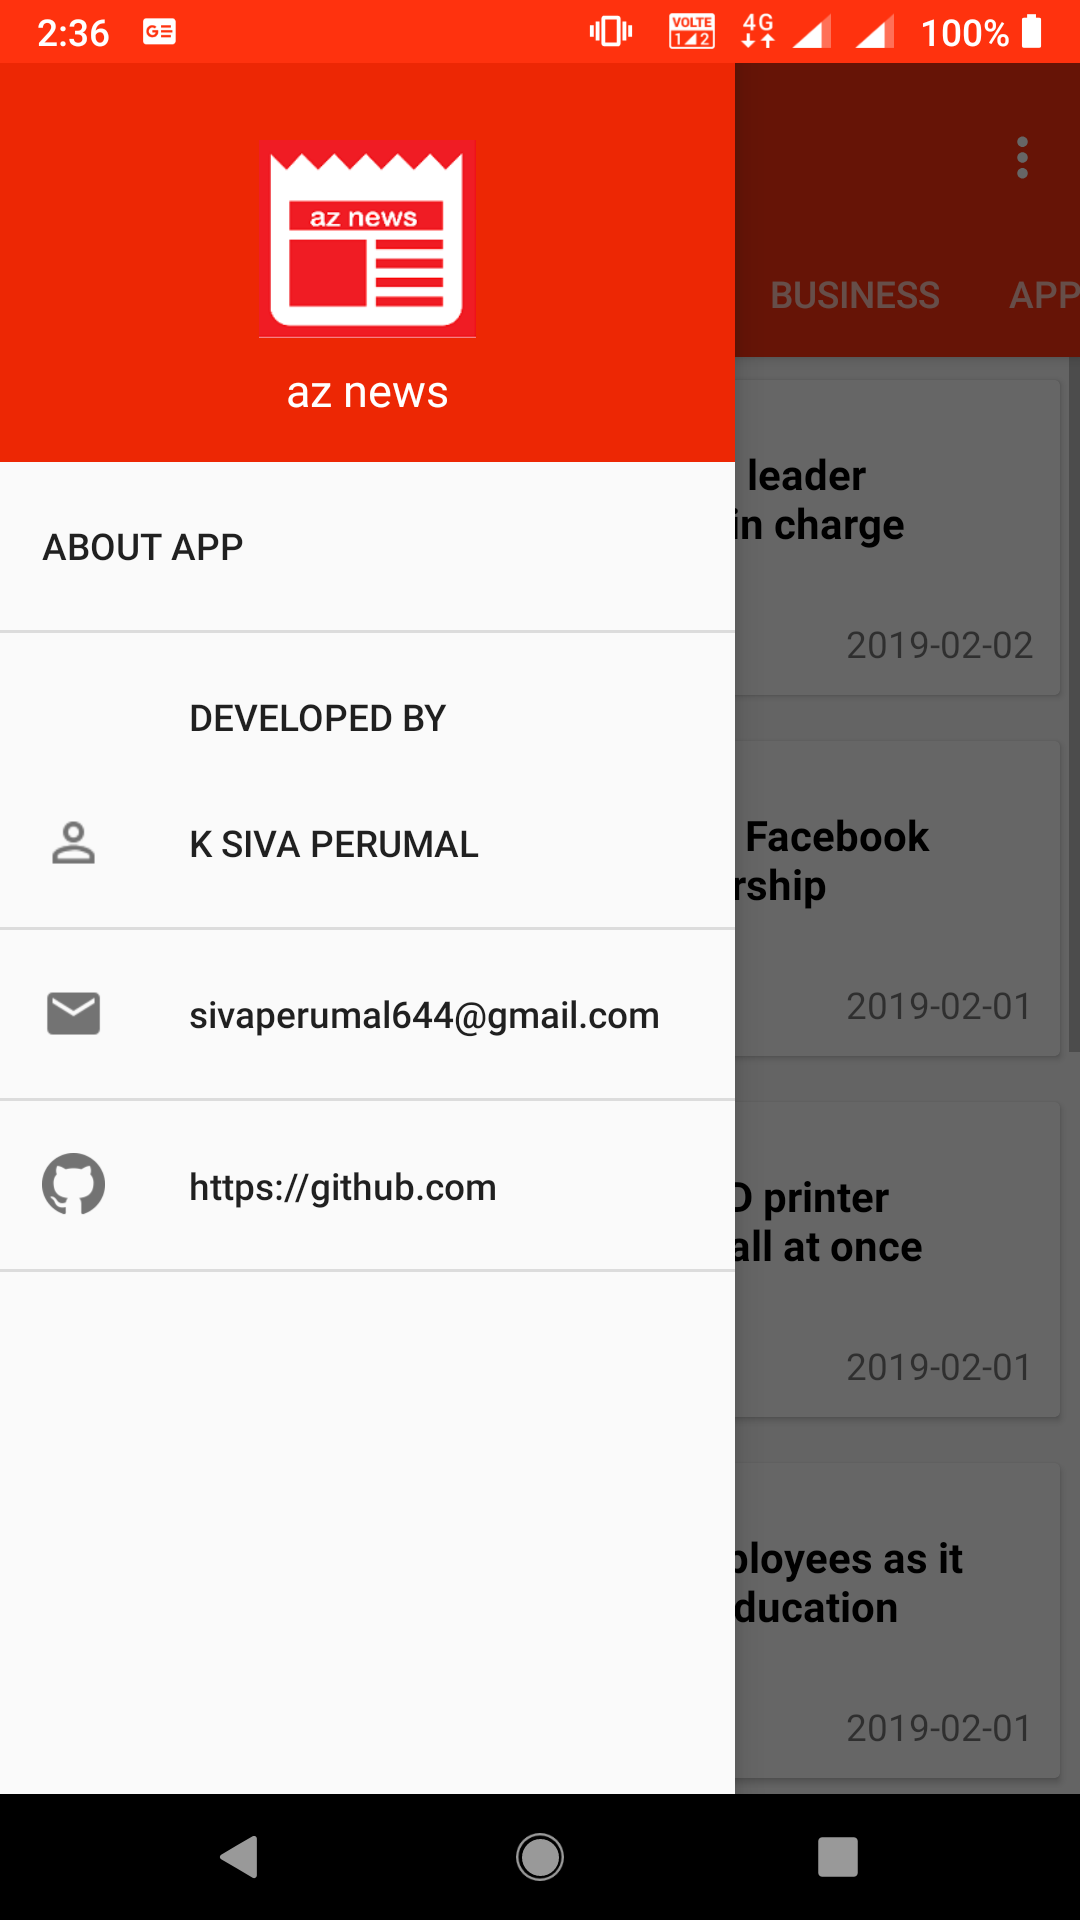 2:36
GE
VOLTE
1 2
4G
100%
az news
az news
BUSINESS
APP
ABOUT APP
DEVELOPED BY
K SIVA PERUMAL
sivaperumal644@gmail.com
https://github.com
leader
in charge
2019-02-02
Facebook
rship
2019-02-01
D printer
all at once
2019-02-01
ployees as it
ducation
2019-02-01